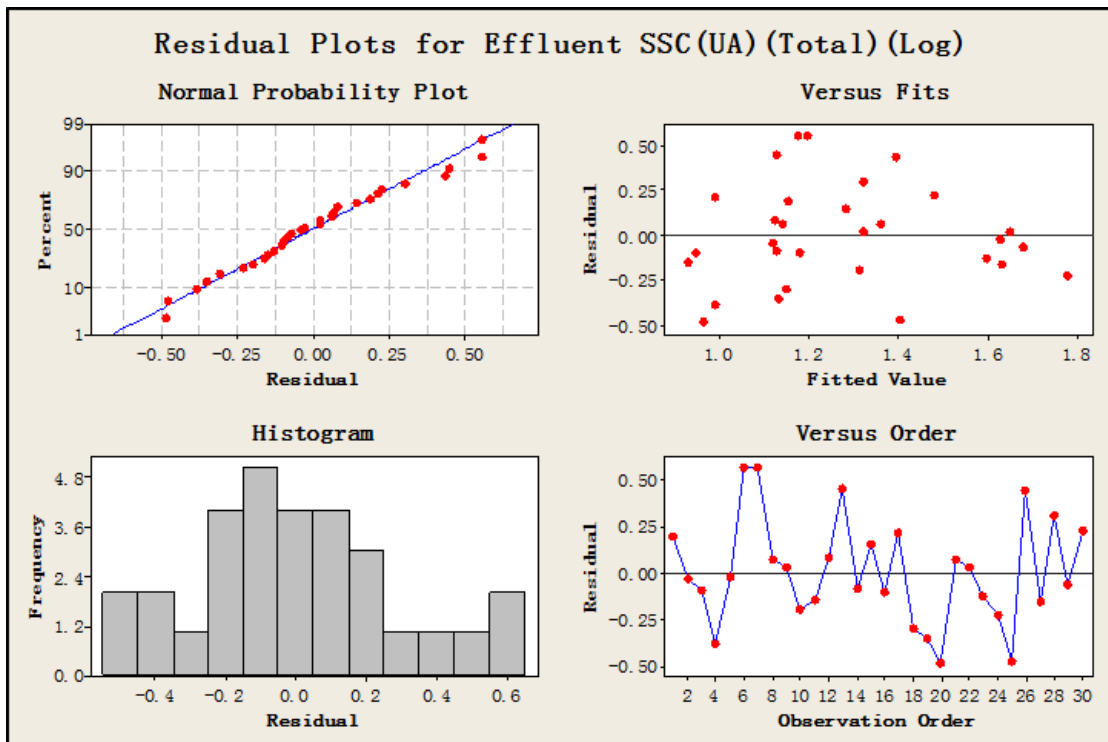 Residual Plots for Effluent SSC(UA)(Total)(Log)
Normal Probability Plot
99
90
50
10
1
Percent
-0.50 -0.25 0.00 0.25 0.50
Residual
Versus Fits
0.50
0.25
0.00
-0.25
-0.50
Residual
1.0 1.2 1.4 1.6 1.8
Fitted Value
Histogram
4.8
3.6
2.4
1.2
0.0
Frequency
-0.4 -0.2 0.0 0.2 0.4 0.6
Residual
Versus Order
0.50
0.25
0.00
-0.25
-0.50
Residual
2 4 6 8 10 12 14 16 18 20 22 24 26 28 30
Observation Order